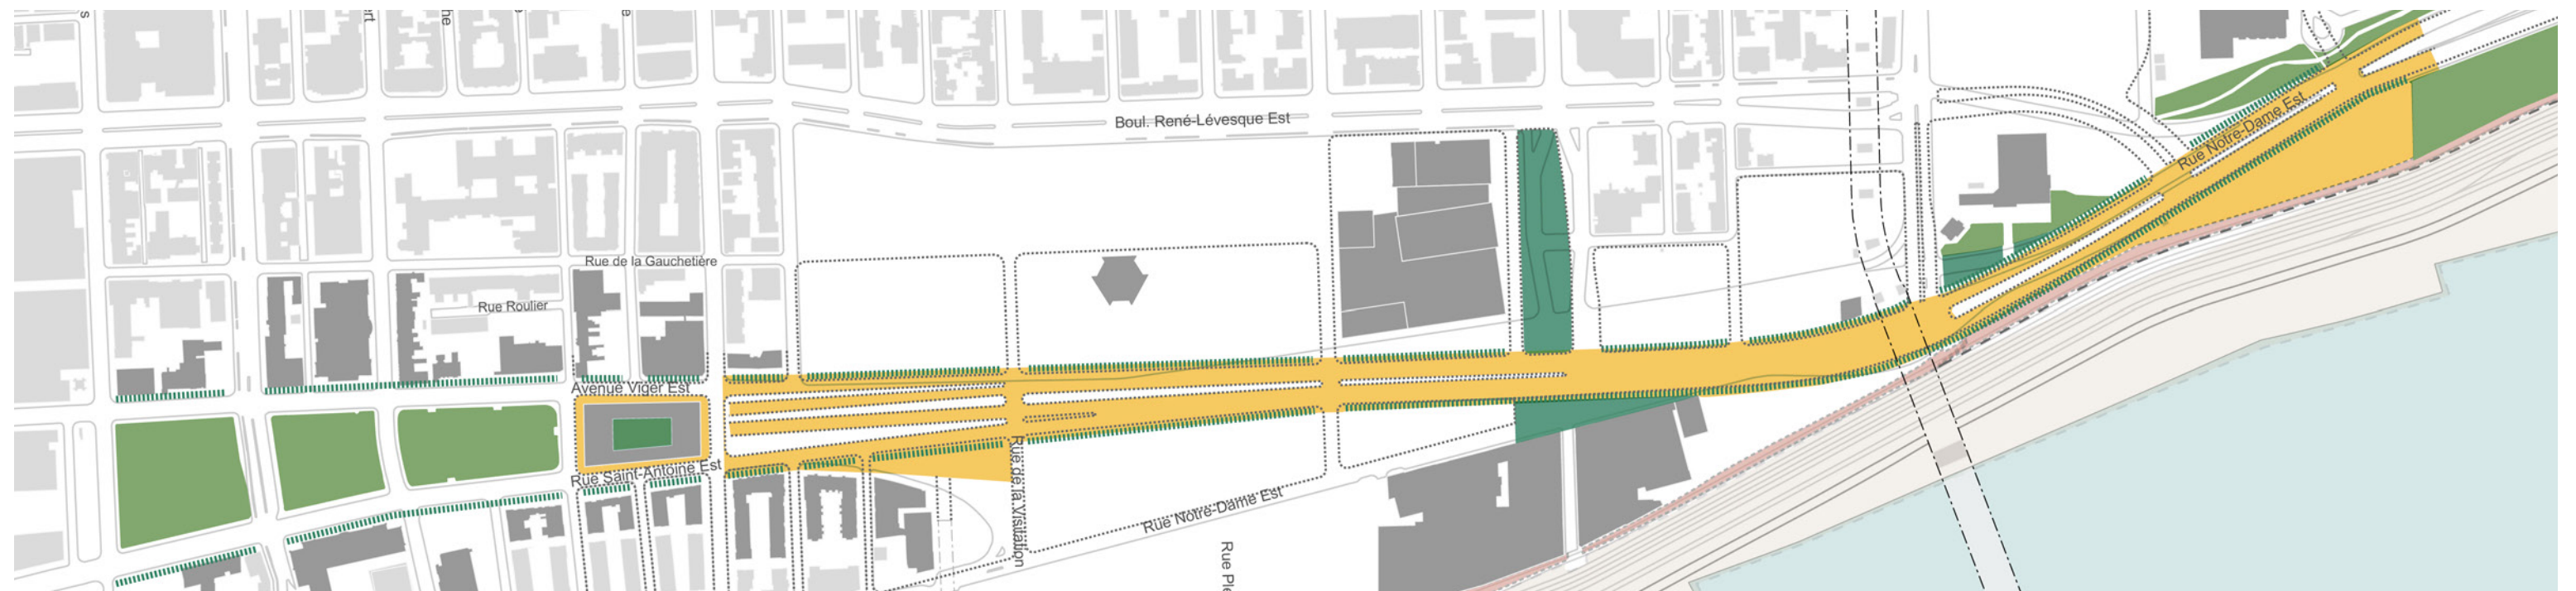 Boul. René-Lévesque Est
Rue Notre-Dame Est
Rue de la Gauchetière
Rue Roulier
Avenue Viger Est
Rue Saint-Antoine Est
Rue de la Visitation
Rue Notre-Dame Est